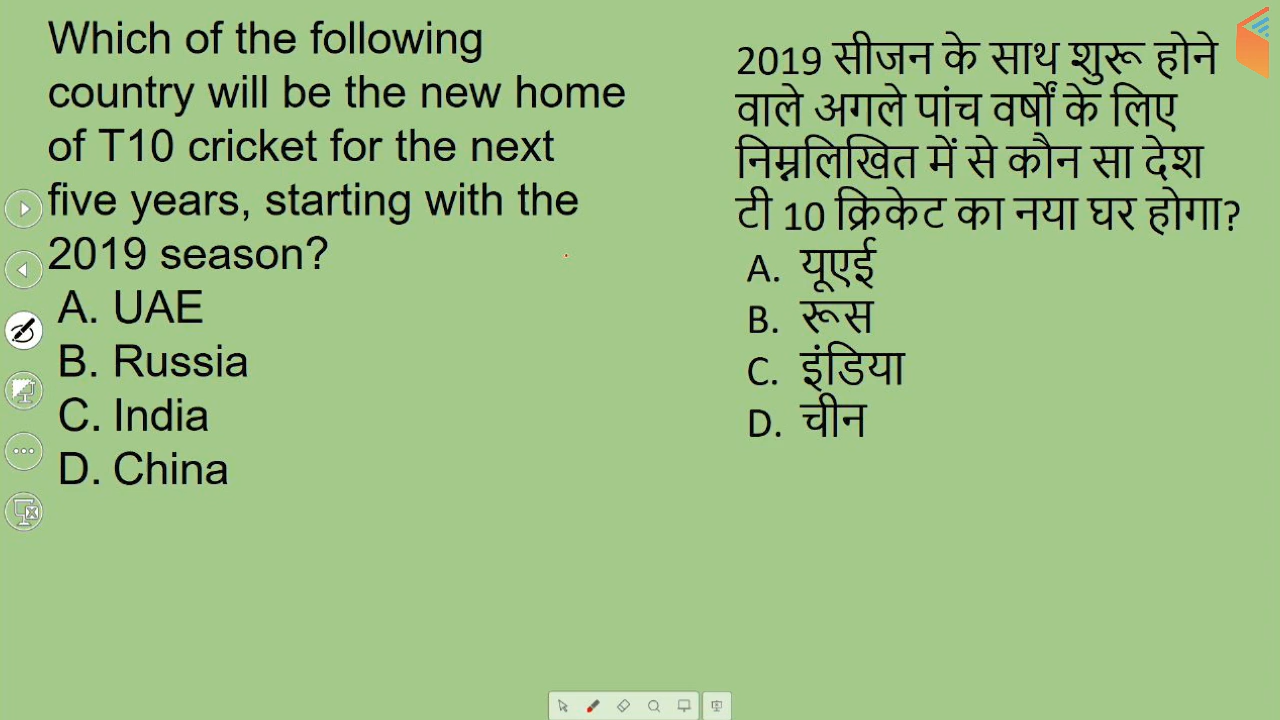 Which of the following
country will be the new home
of T10 cricket for the next
five years, starting with the
2019 season?
A. UAE
B. Russia
C. India
D. China
2019 सीजन के साथ शुरू होने
वाले अगले पांच वर्षों के लिए
निम्नलिखित में से कौन सा देश
टी 10 क्रिकेट का नया घर होगा?
A. यूएई
B. रूस
C. इंडिया
D. चीन